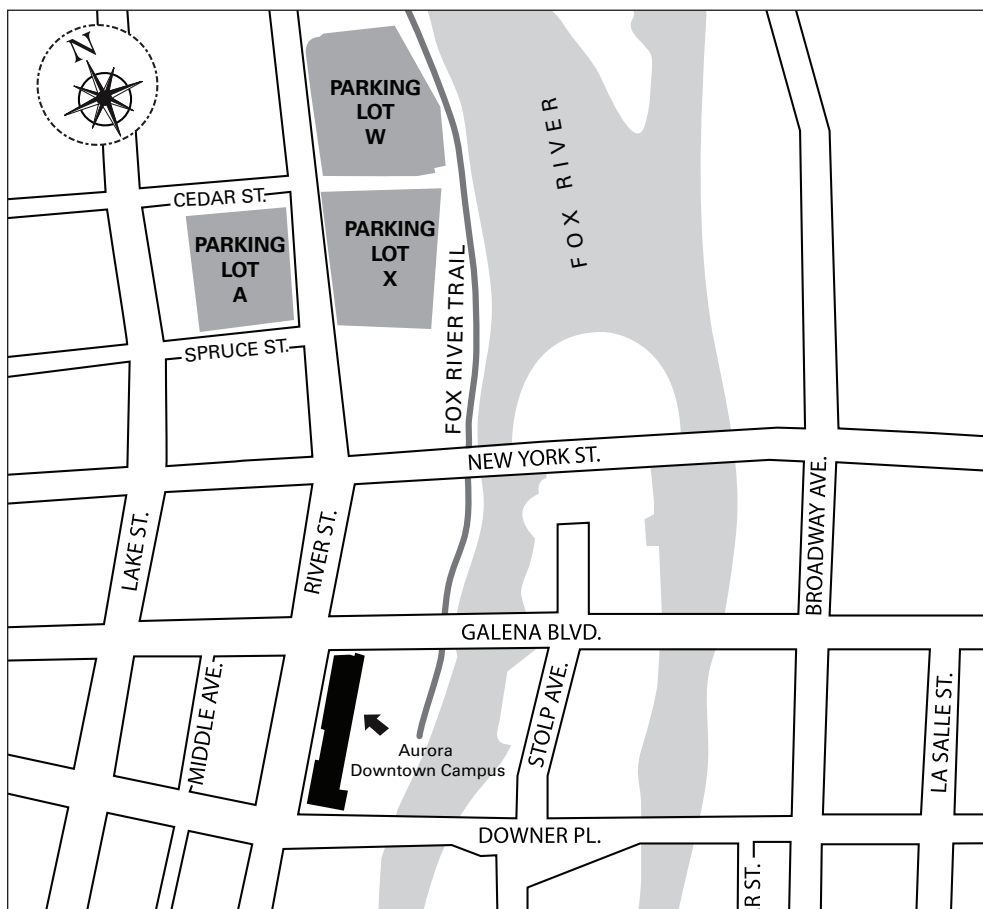 N
PARKING
LOT
W
CEDAR ST.
PARKING
LOT
A
PARKING
LOT
X
FOX RIVER
FOX RIVER TRAIL
SPRUCE ST.
NEW YORK ST.
LAKE ST.
RIVER ST.
BROADWAY AVE.
GALENA BLVD.
MIDDLE AVE.
STOLP AVE.
LA SALLE ST.
Aurora
Downtown Campus
DOWNER PL.
R ST.